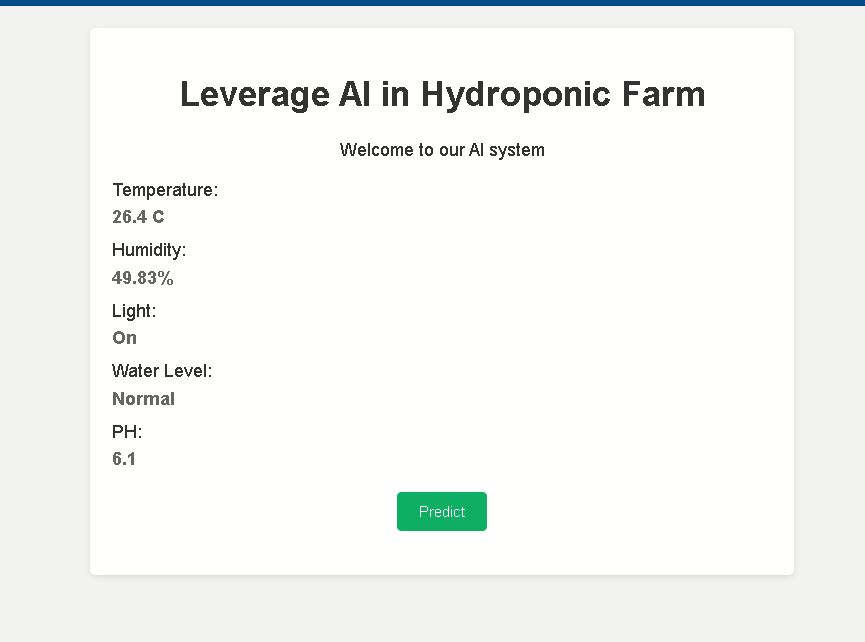 Leverage AI in Hydroponic Farm
Welcome to our AI system
Temperature:
26.4 C
Humidity:
49.83%
Light:
On
Water Level:
Normal
PH:
6.1
Predict